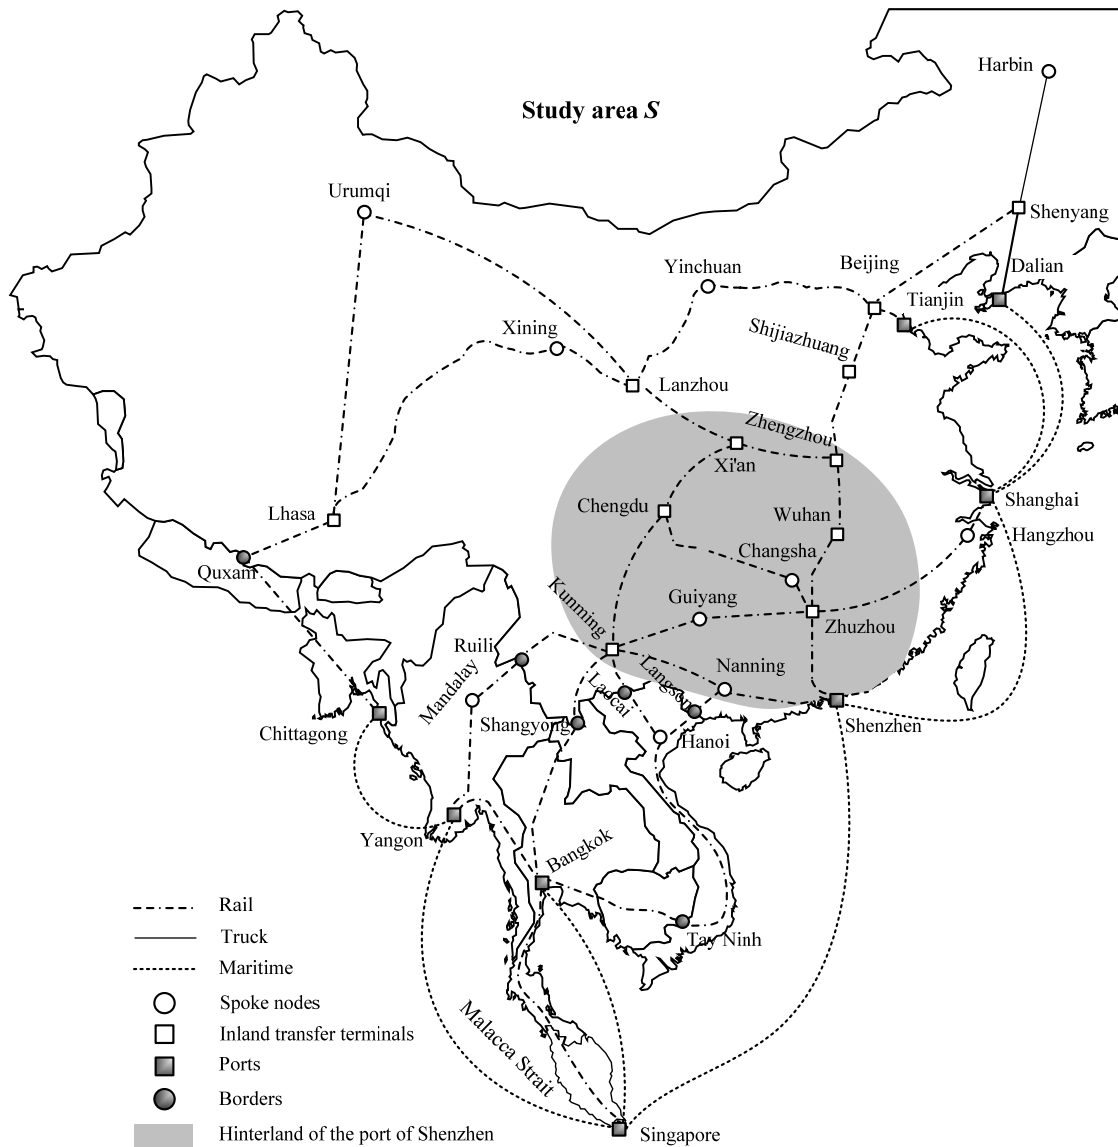 Harbin
Study area S
Urumqi
Shenyang
Yinchuan
Beijing
Dalian
Tianjin
Xining
Shijiazhuang
Lanzhou
Zhengzhou
Xi'an
Chengdu
Shanghai
Lhasa
Wuhan
Hangzhou
Changsha
Quxam
Kunming
Guiyang
Zhuzhou
Ruili
Mandalay
Laocai
Langson
Nanning
Shangyong
Shenzhen
Chittagong
Hanoi
Yangon
Bangkok
Rail
Truck
Tay Ninh
Maritime
Spoke nodes
Inland transfer terminals
Malacca Strait
Ports
Borders
Hinterland of the port of Shenzhen
Singapore